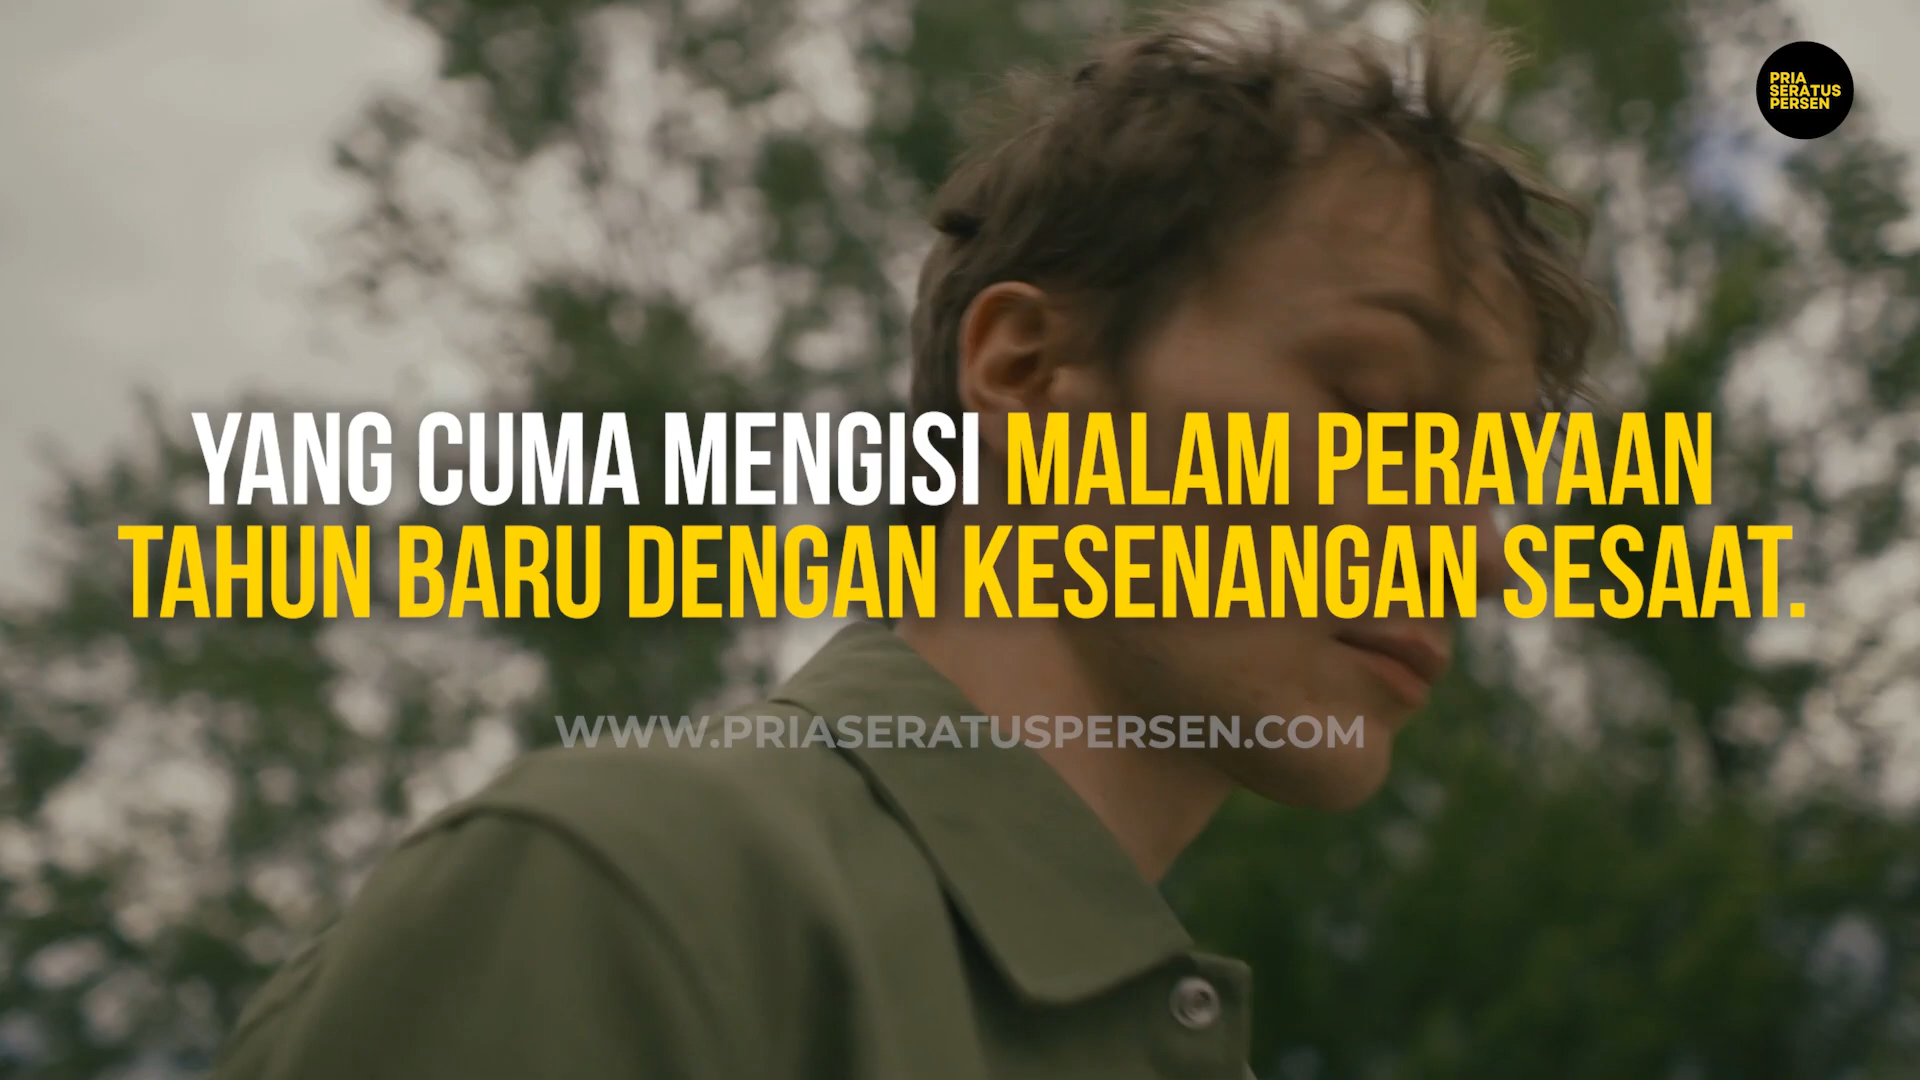 PRIA
SERATUS
PERSEN
YANG CUMA MENGISI MALAM PERAYAAN
TAHUN BARU DENGAN KESENANGAN SESAAT.
WWW.PRIASERATUSPERSEN.COM